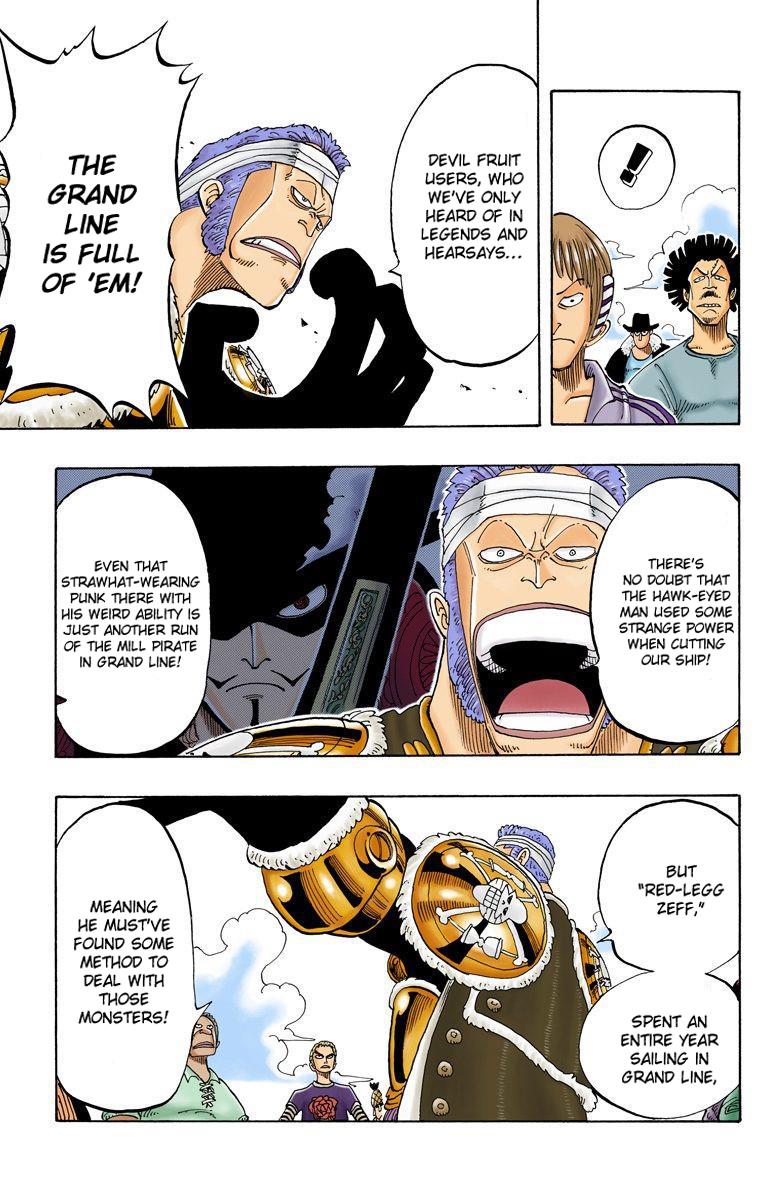 !
DEVIL FRUIT
USERS, WHO
WE'VE ONLY
HEARD OF IN
LEGENDS AND
HEARSAYS...
THE
GRAND
LINE
IS FULL
OF 'EM!
THERE'S
NO DOUBT THAT
THE HAWK-EYED
MAN USED SOME
STRANGE POWER
WHEN CUTTING
OUR SHIP!
EVEN THAT
STRAWHAT-WEARING
PUNK THERE WITH
HIS WEIRD ABILITY IS
JUST ANOTHER RUN
OF THE MILL PIRATE
IN GRAND LINE!
BUT
"RED-LEGG
ZEFF,"
SPENT AN
ENTIRE YEAR
SAILING IN
GRAND LINE,
MEANING
HE MUST'VE
FOUND SOME
METHOD TO
DEAL WITH
THOSE
MONSTERS!